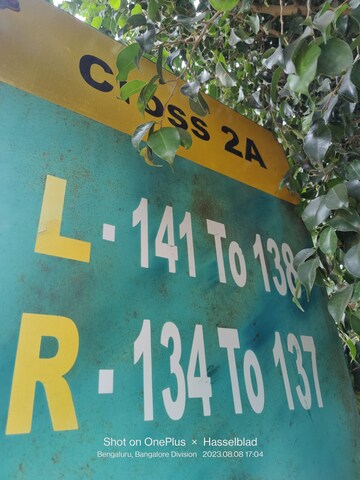 CROSS 2A
L - 141 To 138
R - 134 To 137
Shot on OnePlus × Hasselblad
Bengaluru, Bangalore Division 2023.08.08 17:04